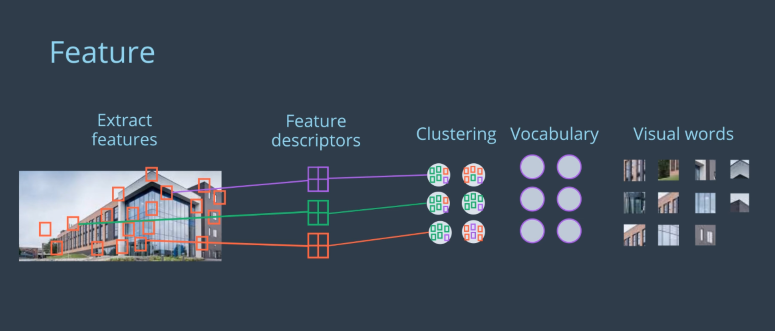 Feature
Extract
features
Feature
descriptors
Clustering
Vocabulary
Visual words